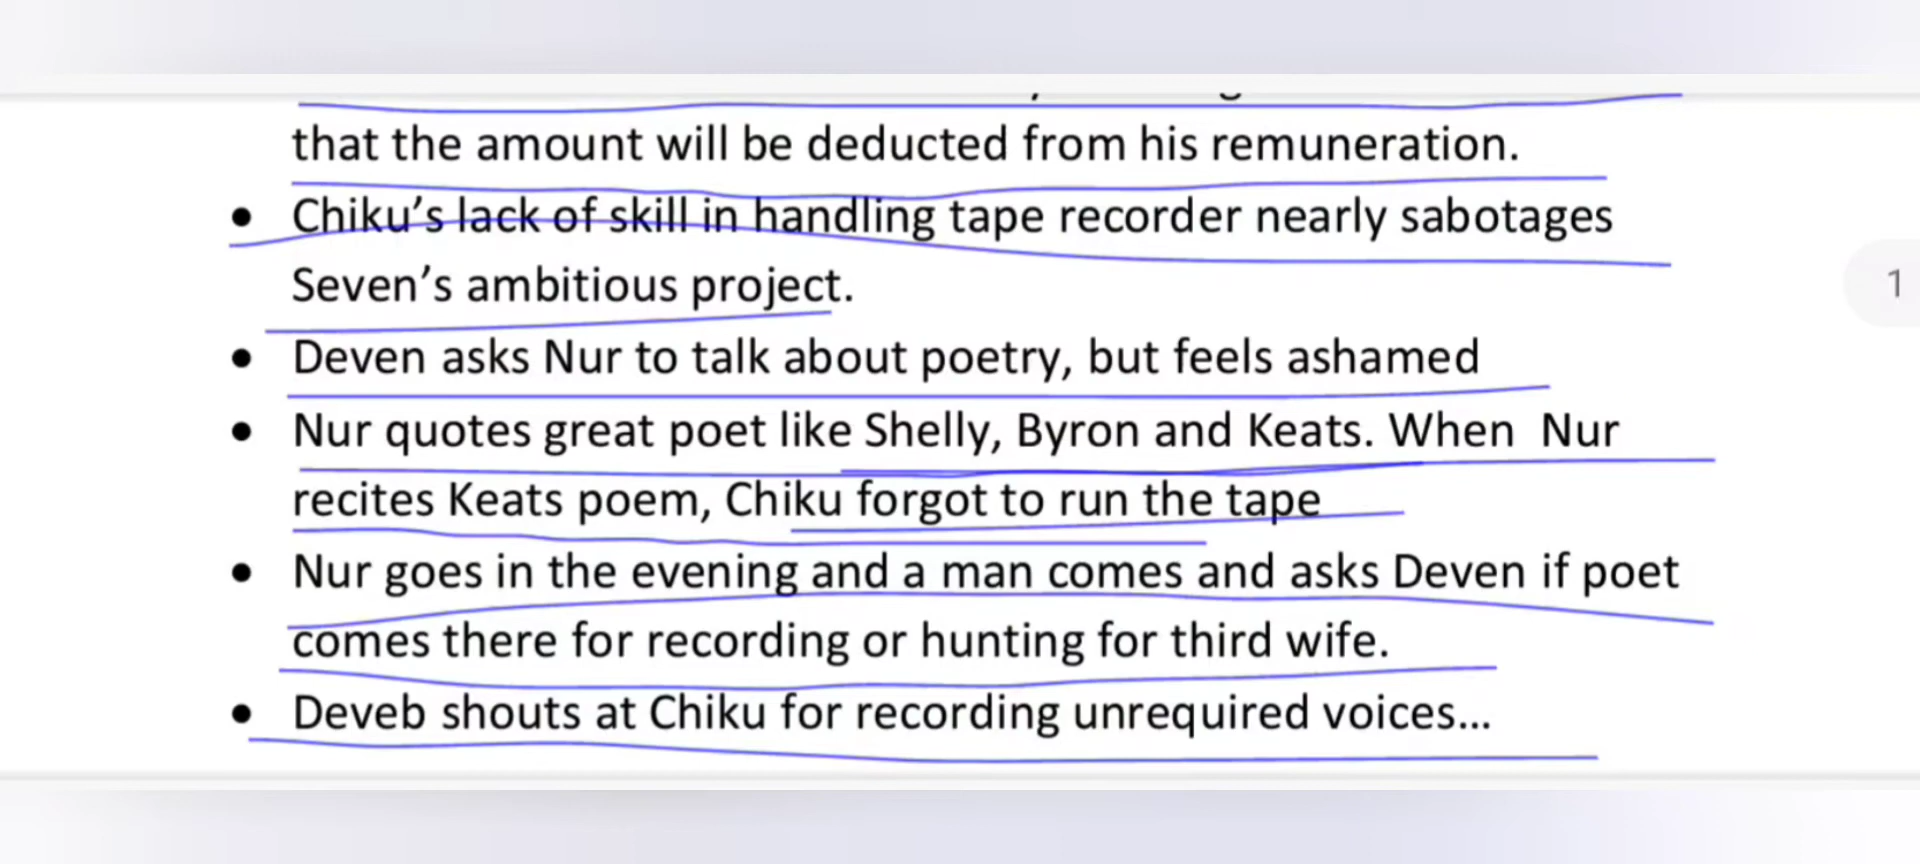 that the amount will be deducted from his remuneration.
● Chiku's lack of skill in handling tape recorder nearly sabotages
Seven's ambitious project.
● Deven asks Nur to talk about poetry, but feels ashamed
● Nur quotes great poet like Shelly, Byron and Keats. When  Nur
recites Keats poem, Chiku forgot to run the tape
● Nur goes in the evening and a man comes and asks Deven if poet
comes there for recording or hunting for third wife.
● Deveb shouts at Chiku for recording unrequired voices...
1